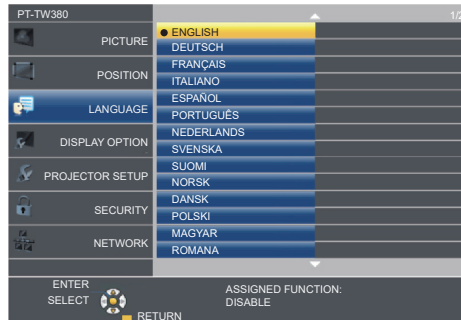 PT-TW380
1/2
PICTURE
POSITION
LANGUAGE
DISPLAY OPTION
PROJECTOR SETUP
SECURITY
NETWORK
ENGLISH
DEUTSCH
FRANÇAIS
ITALIANO
ESPAÑOL
PORTUGUÊS
NEDERLANDS
SVENSKA
SUOMI
NORSK
DANSK
POLSKI
MAGYAR
ROMANA
ENTER
SELECT
RETURN
ASSIGNED FUNCTION:
DISABLE